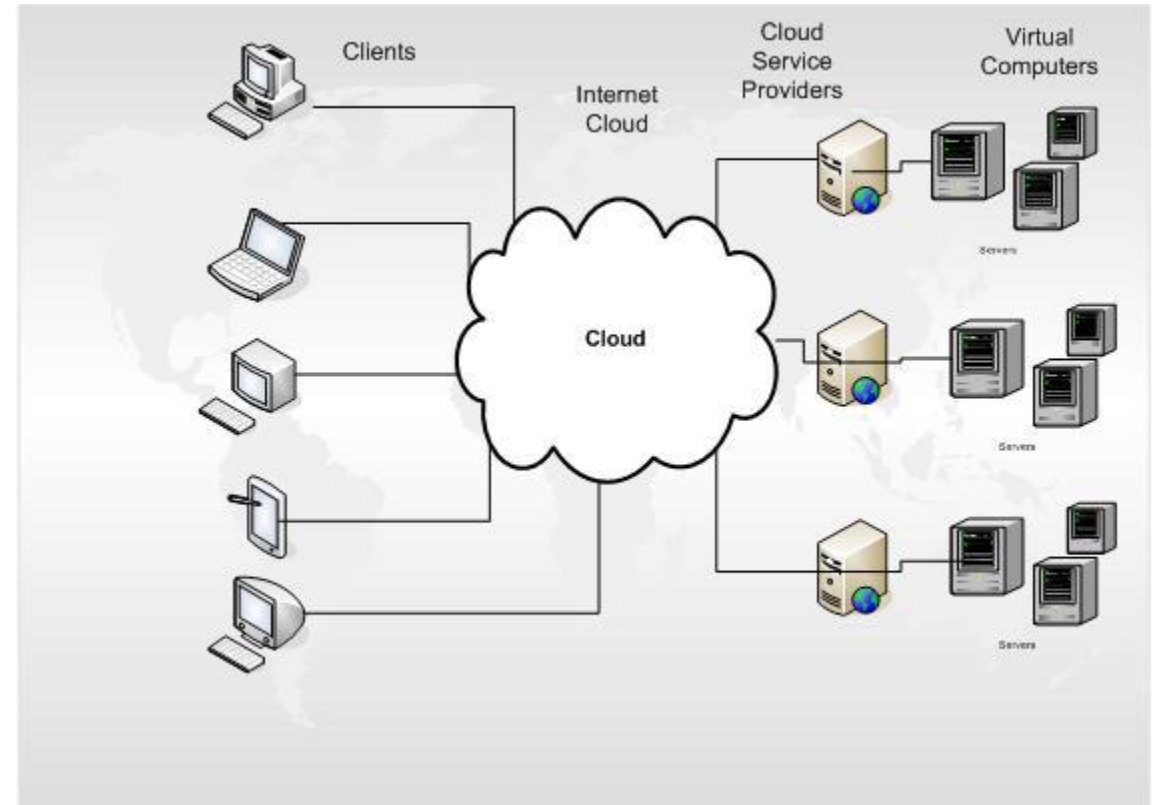 Clients
Internet
Cloud
Cloud
Service
Providers
Virtual
Computers
Cloud
Servers
Servers
Servers